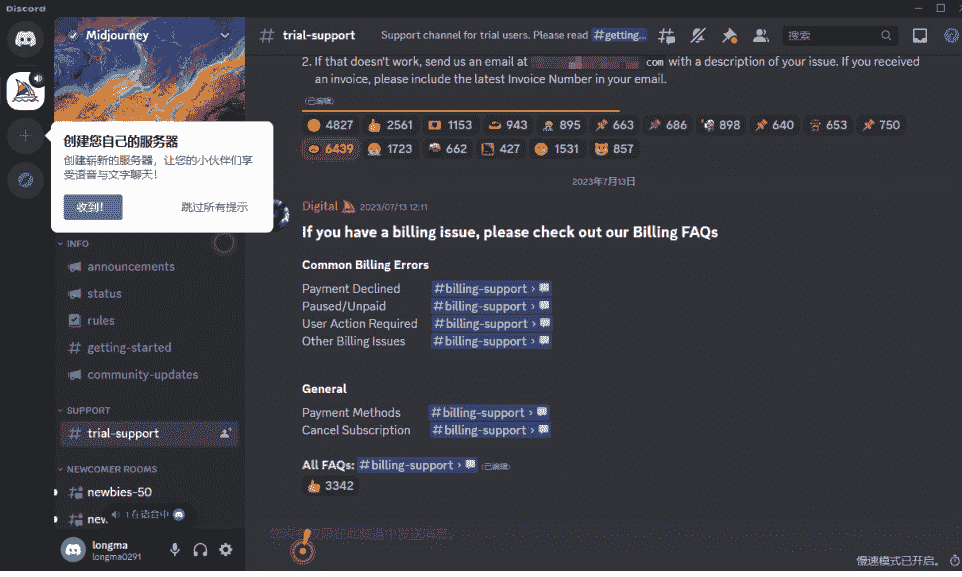 Discord
Midjourney
trial-support
Support channel for trial users. Please read #getting...
搜索
2. If that doesn't work, send us an email at com with a description of your issue. If you received
an invoice, please include the latest Invoice Number in your email.
(已编辑)
4827 2561 1153 943 895 663 686 898 640 653 750
6439 1723 662 427 1531 857
创建您自己的服务器
创建崭新的服务器，让您的小伙伴们享
受语音与文字聊天！
收到！
跳过所有提示
INFO
announcements
status
rules
getting-started
community-updates
SUPPORT
trial-support
NEWCOMER ROOMS
newbies-50
1 在语音中
longma
longma0291
2023年7月13日
Digital 2023/07/13 12:11
If you have a billing issue, please check out our Billing FAQs
Common Billing Errors
Payment Declined #billing-support ›
Paused/Unpaid #billing-support ›
User Action Required #billing-support ›
Other Billing Issues #billing-support ›
General
Payment Methods #billing-support ›
Cancel Subscription #billing-support ›
All FAQs: #billing-support › (已编辑)
3342
慢速模式已开启。